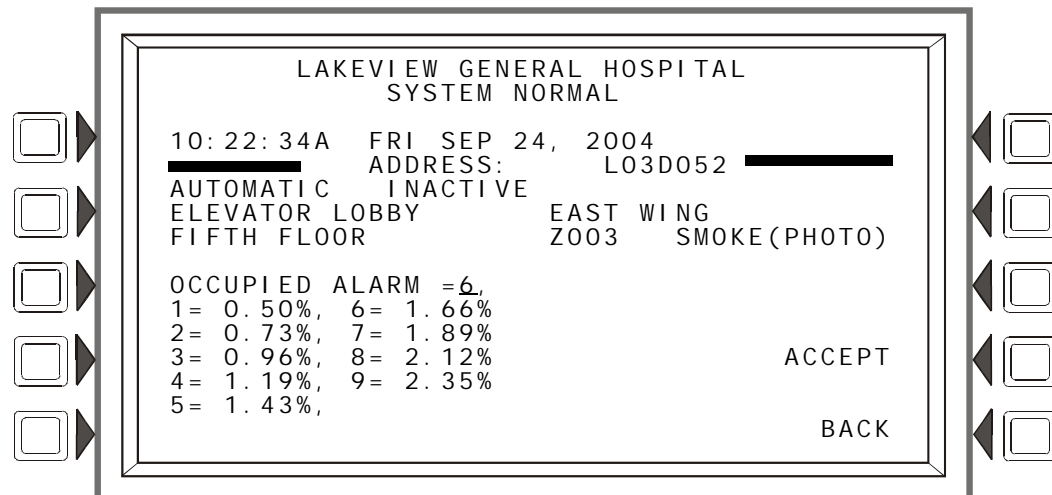 LAKEVIEW GENERAL HOSPITAL
SYSTEM NORMAL
10:22:34A FRI SEP 24, 2004
ADDRESS: L03D052
AUTOMATIC INACTIVE
ELEVATOR LOBBY EAST WING
FIFTH FLOOR Z003 SMOKE(PHOTO)
OCCUPIED ALARM =6,
1= 0.50%, 6= 1.66%
2= 0.73%, 7= 1.89%
3= 0.96%, 8= 2.12%
ACCEPT
4= 1.19%, 9= 2.35%
5= 1.43%,
BACK